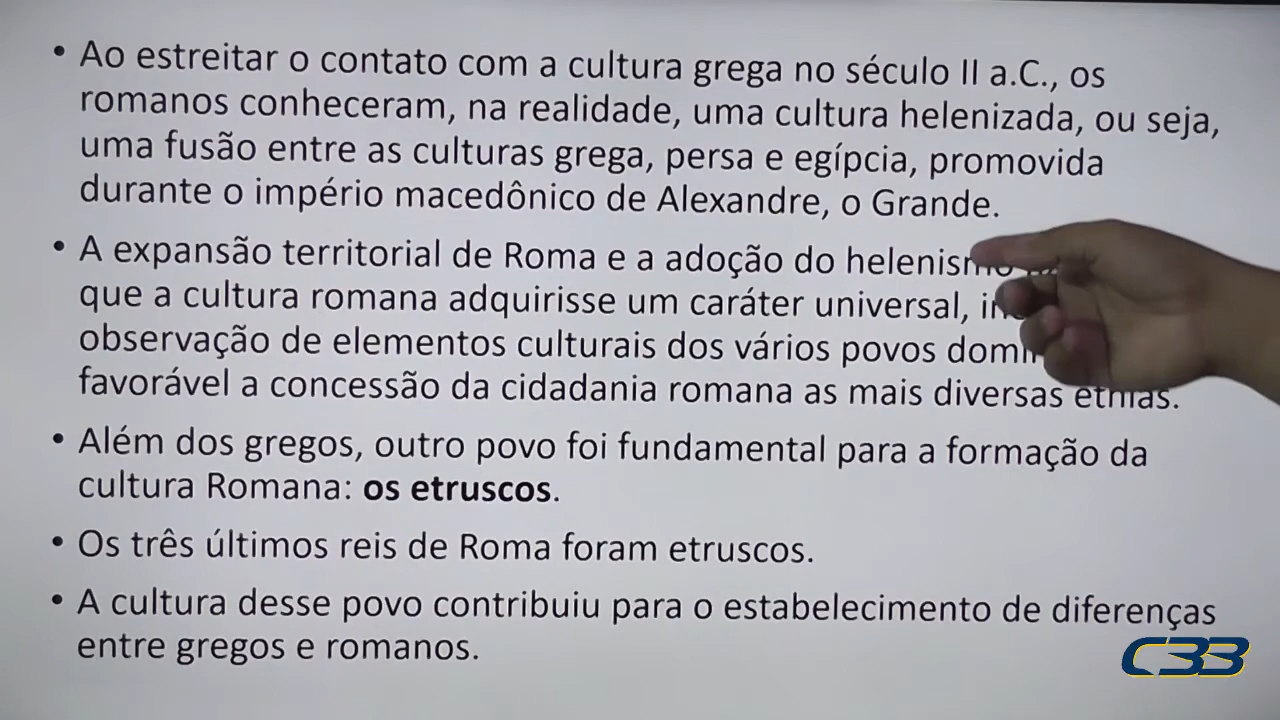 • Ao estreitar o contato com a cultura grega no século II a.C., os
romanos conheceram, na realidade, uma cultura helenizada, ou seja,
uma fusão entre as culturas grega, persa e egípcia, promovida
durante o império macedônico de Alexandre, o Grande.
• A expansão territorial de Roma e a adoção do helenismo
que a cultura romana adquirisse um caráter universal,
observação de elementos culturais dos vários povos
favorável a concessão da cidadania romana as mais diversas etnias.
• Além dos gregos, outro povo foi fundamental para a formação da
cultura Romana: os etruscos.
• Os três últimos reis de Roma foram etruscos.
• A cultura desse povo contribuiu para o estabelecimento de diferenças
entre gregos e romanos.
C33